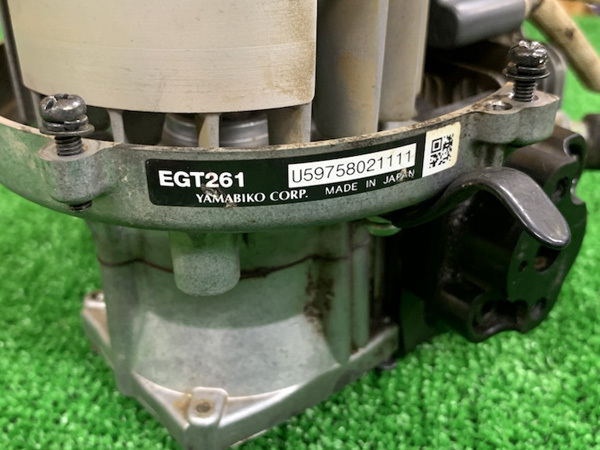 EGT261 U59758021111
YAMABIKO CORP. MADE IN JAPAN